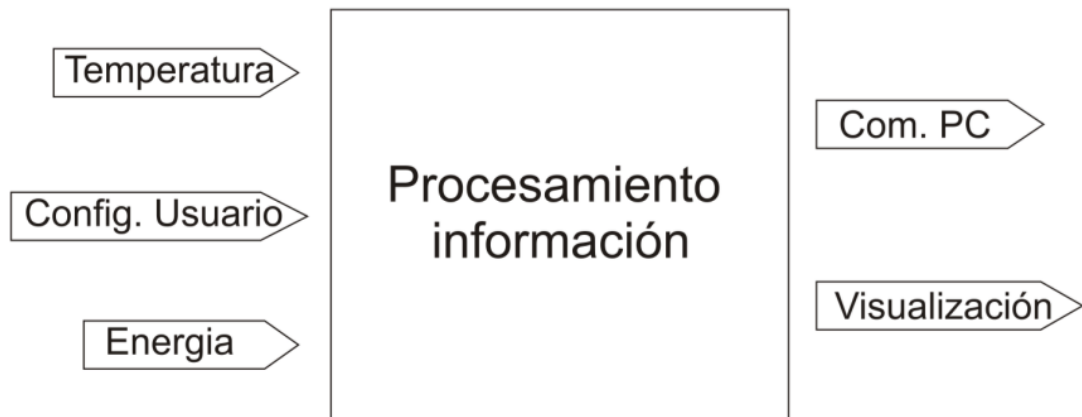 Temperatura
Config. Usuario
Energia
Procesamiento
información
Com. PC
Visualización